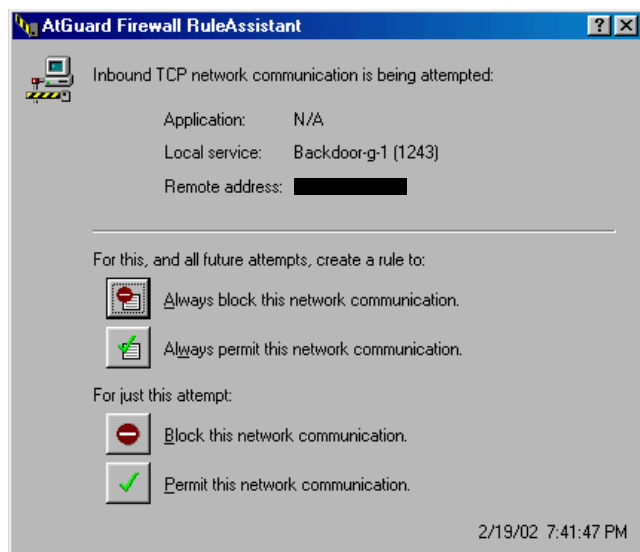 AtGuard Firewall RuleAssistant
Inbound TCP network communication is being attempted:
Application: N/A
Local service: Backdoor-g-1 (1243)
Remote address:
For this, and all future attempts, create a rule to:
Always block this network communication.
Always permit this network communication.
For just this attempt:
Block this network communication.
Permit this network communication.
2/19/02 7:41:47 PM